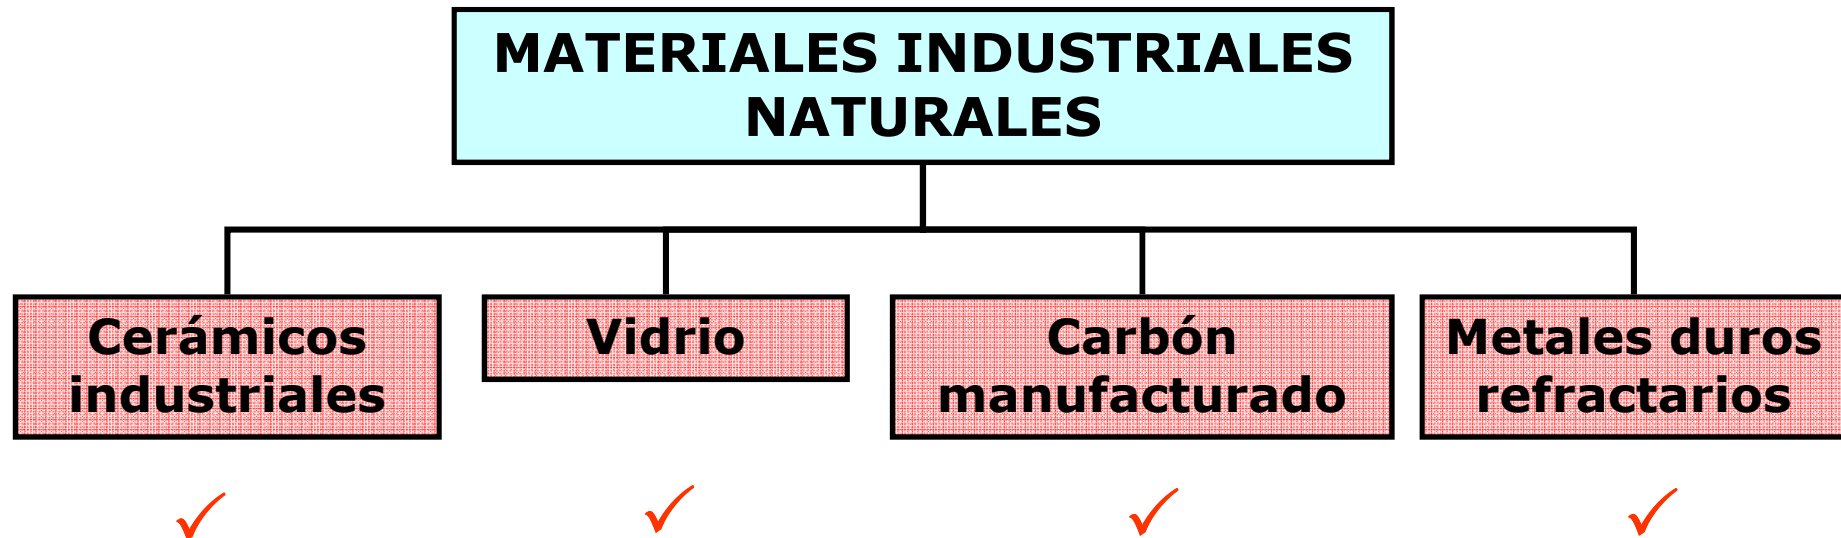 MATERIALES INDUSTRIALES
NATURALES
Cerámicos
industriales
Vidrio
Carbón
manufacturado
Metales duros
refractarios